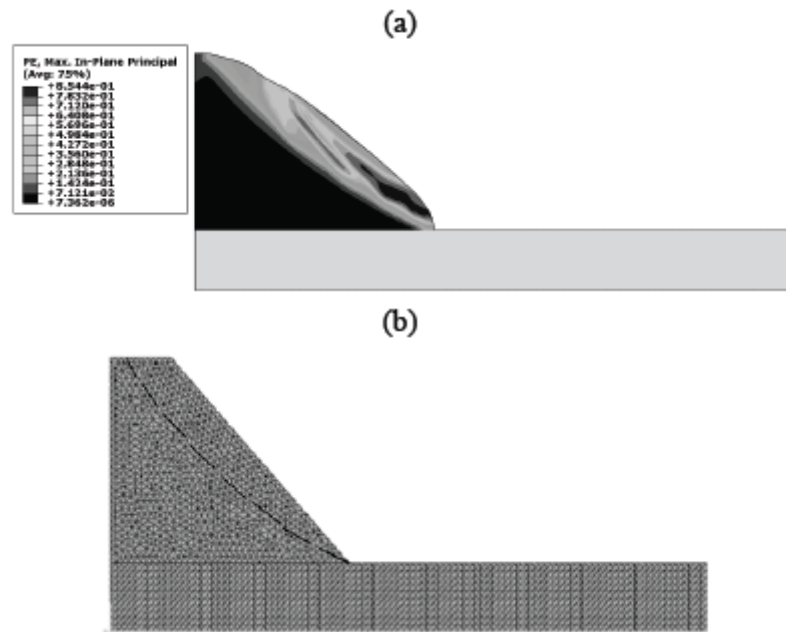 (a)
PE, Max. In-Plane Principal
(Avg: 75%)
+8.544e-01
+7.832e-01
+7.120e-01
+6.408e-01
+5.696e-01
+4.984e-01
+4.272e-01
+3.560e-01
+2.848e-01
+2.136e-01
+1.424e-01
+7.121e-02
+7.362e-06
(b)